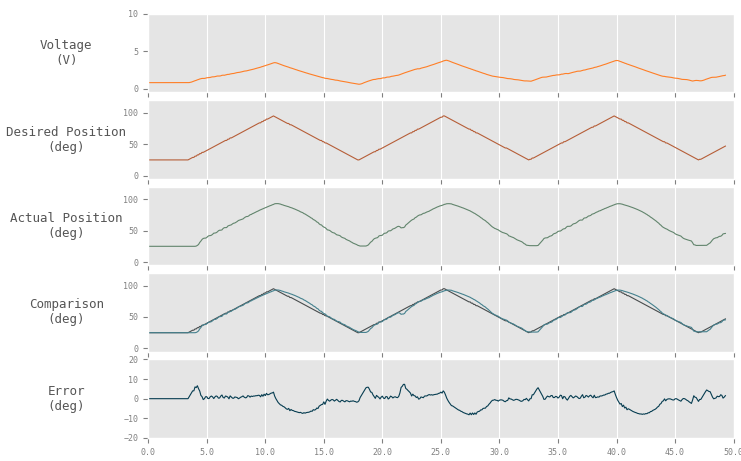 Voltage
(V)
10
5
0
Desired Position
(deg)
100
50
0
Actual Position
(deg)
100
50
0
Comparison
(deg)
100
50
0
Error
(deg)
20
10
0
−10
−20
0.0 5.0 10.0 15.0 20.0 25.0 30.0 35.0 40.0 45.0 50.0